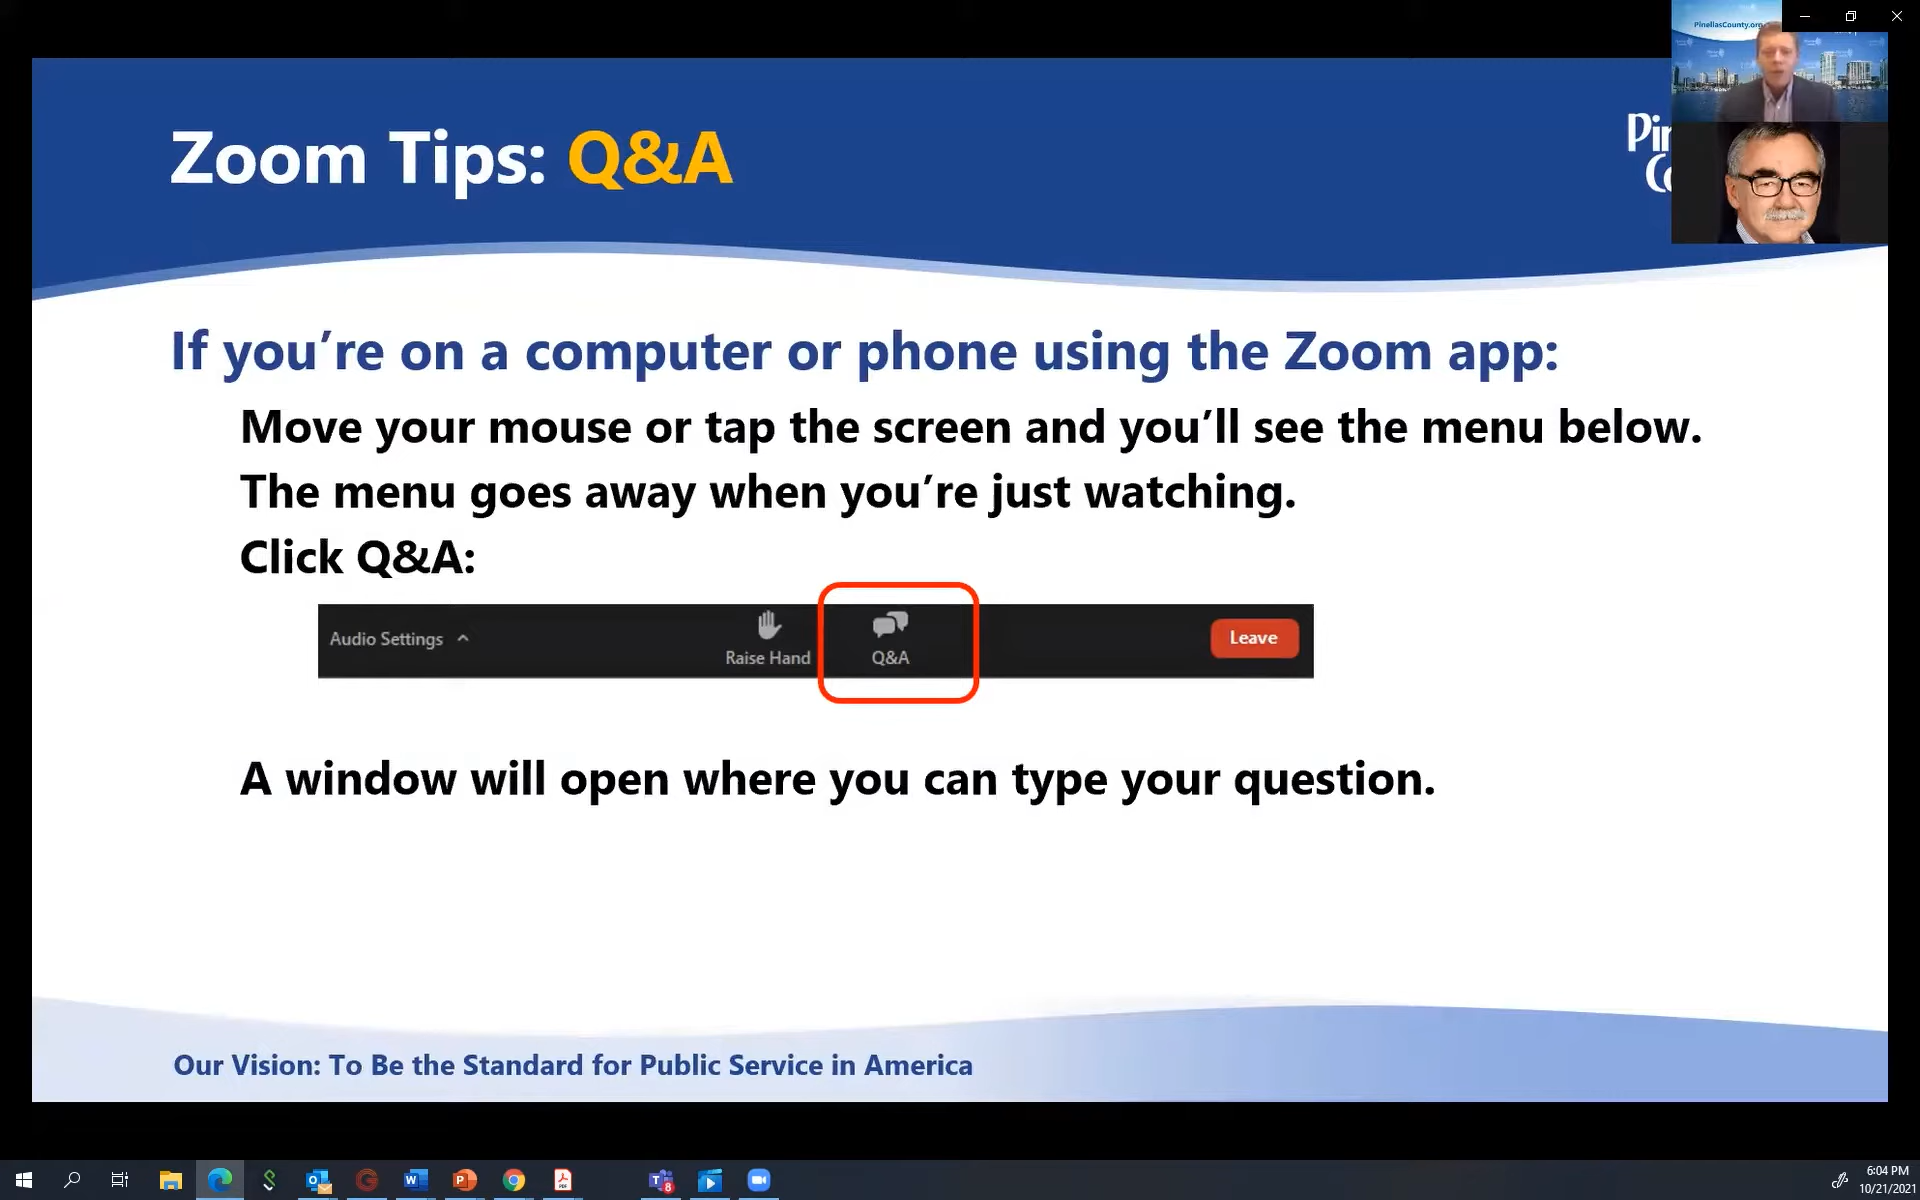 PinellasCounty.org
Zoom Tips: Q&A
If you’re on a computer or phone using the Zoom app:
Move your mouse or tap the screen and you’ll see the menu below.
The menu goes away when you’re just watching.
Click Q&A:
Audio Settings
Raise Hand
Q&A
Leave
A window will open where you can type your question.
Our Vision: To Be the Standard for Public Service in America
6:04 PM
10/21/2021